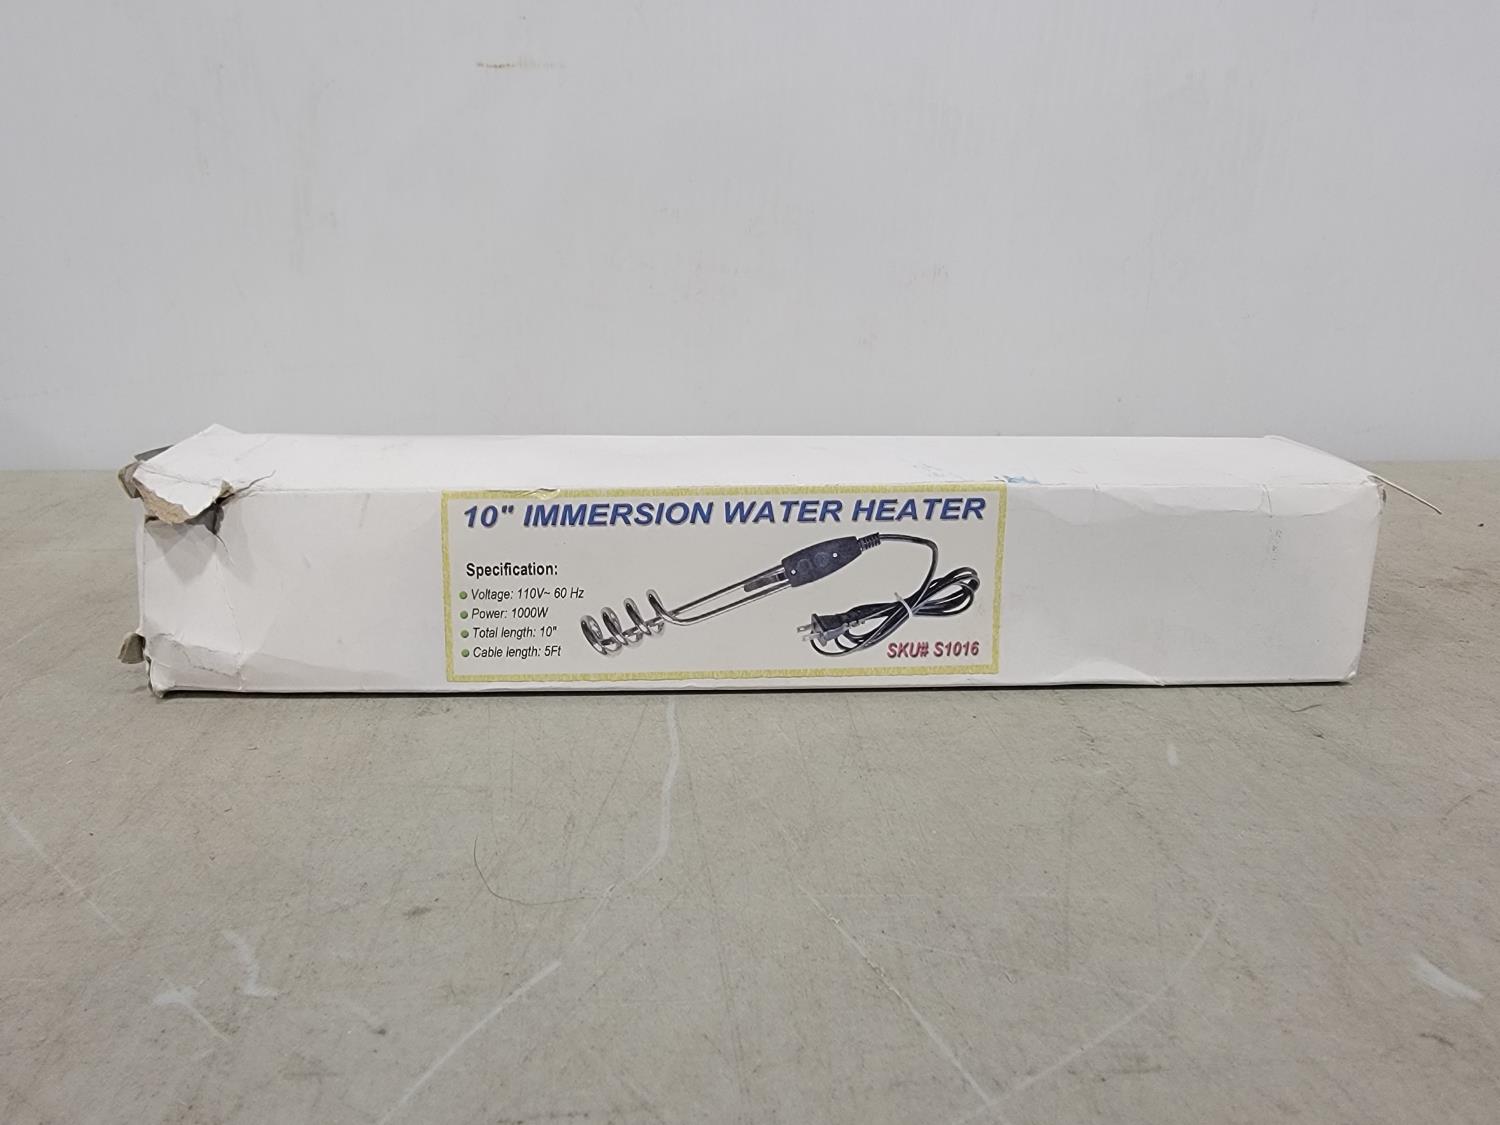 10" IMMERSION WATER HEATER
Specification:
Voltage: 110V~ 60 Hz
Power: 1000W
Total length: 10"
Cable length: 5Ft
SKU# S1016